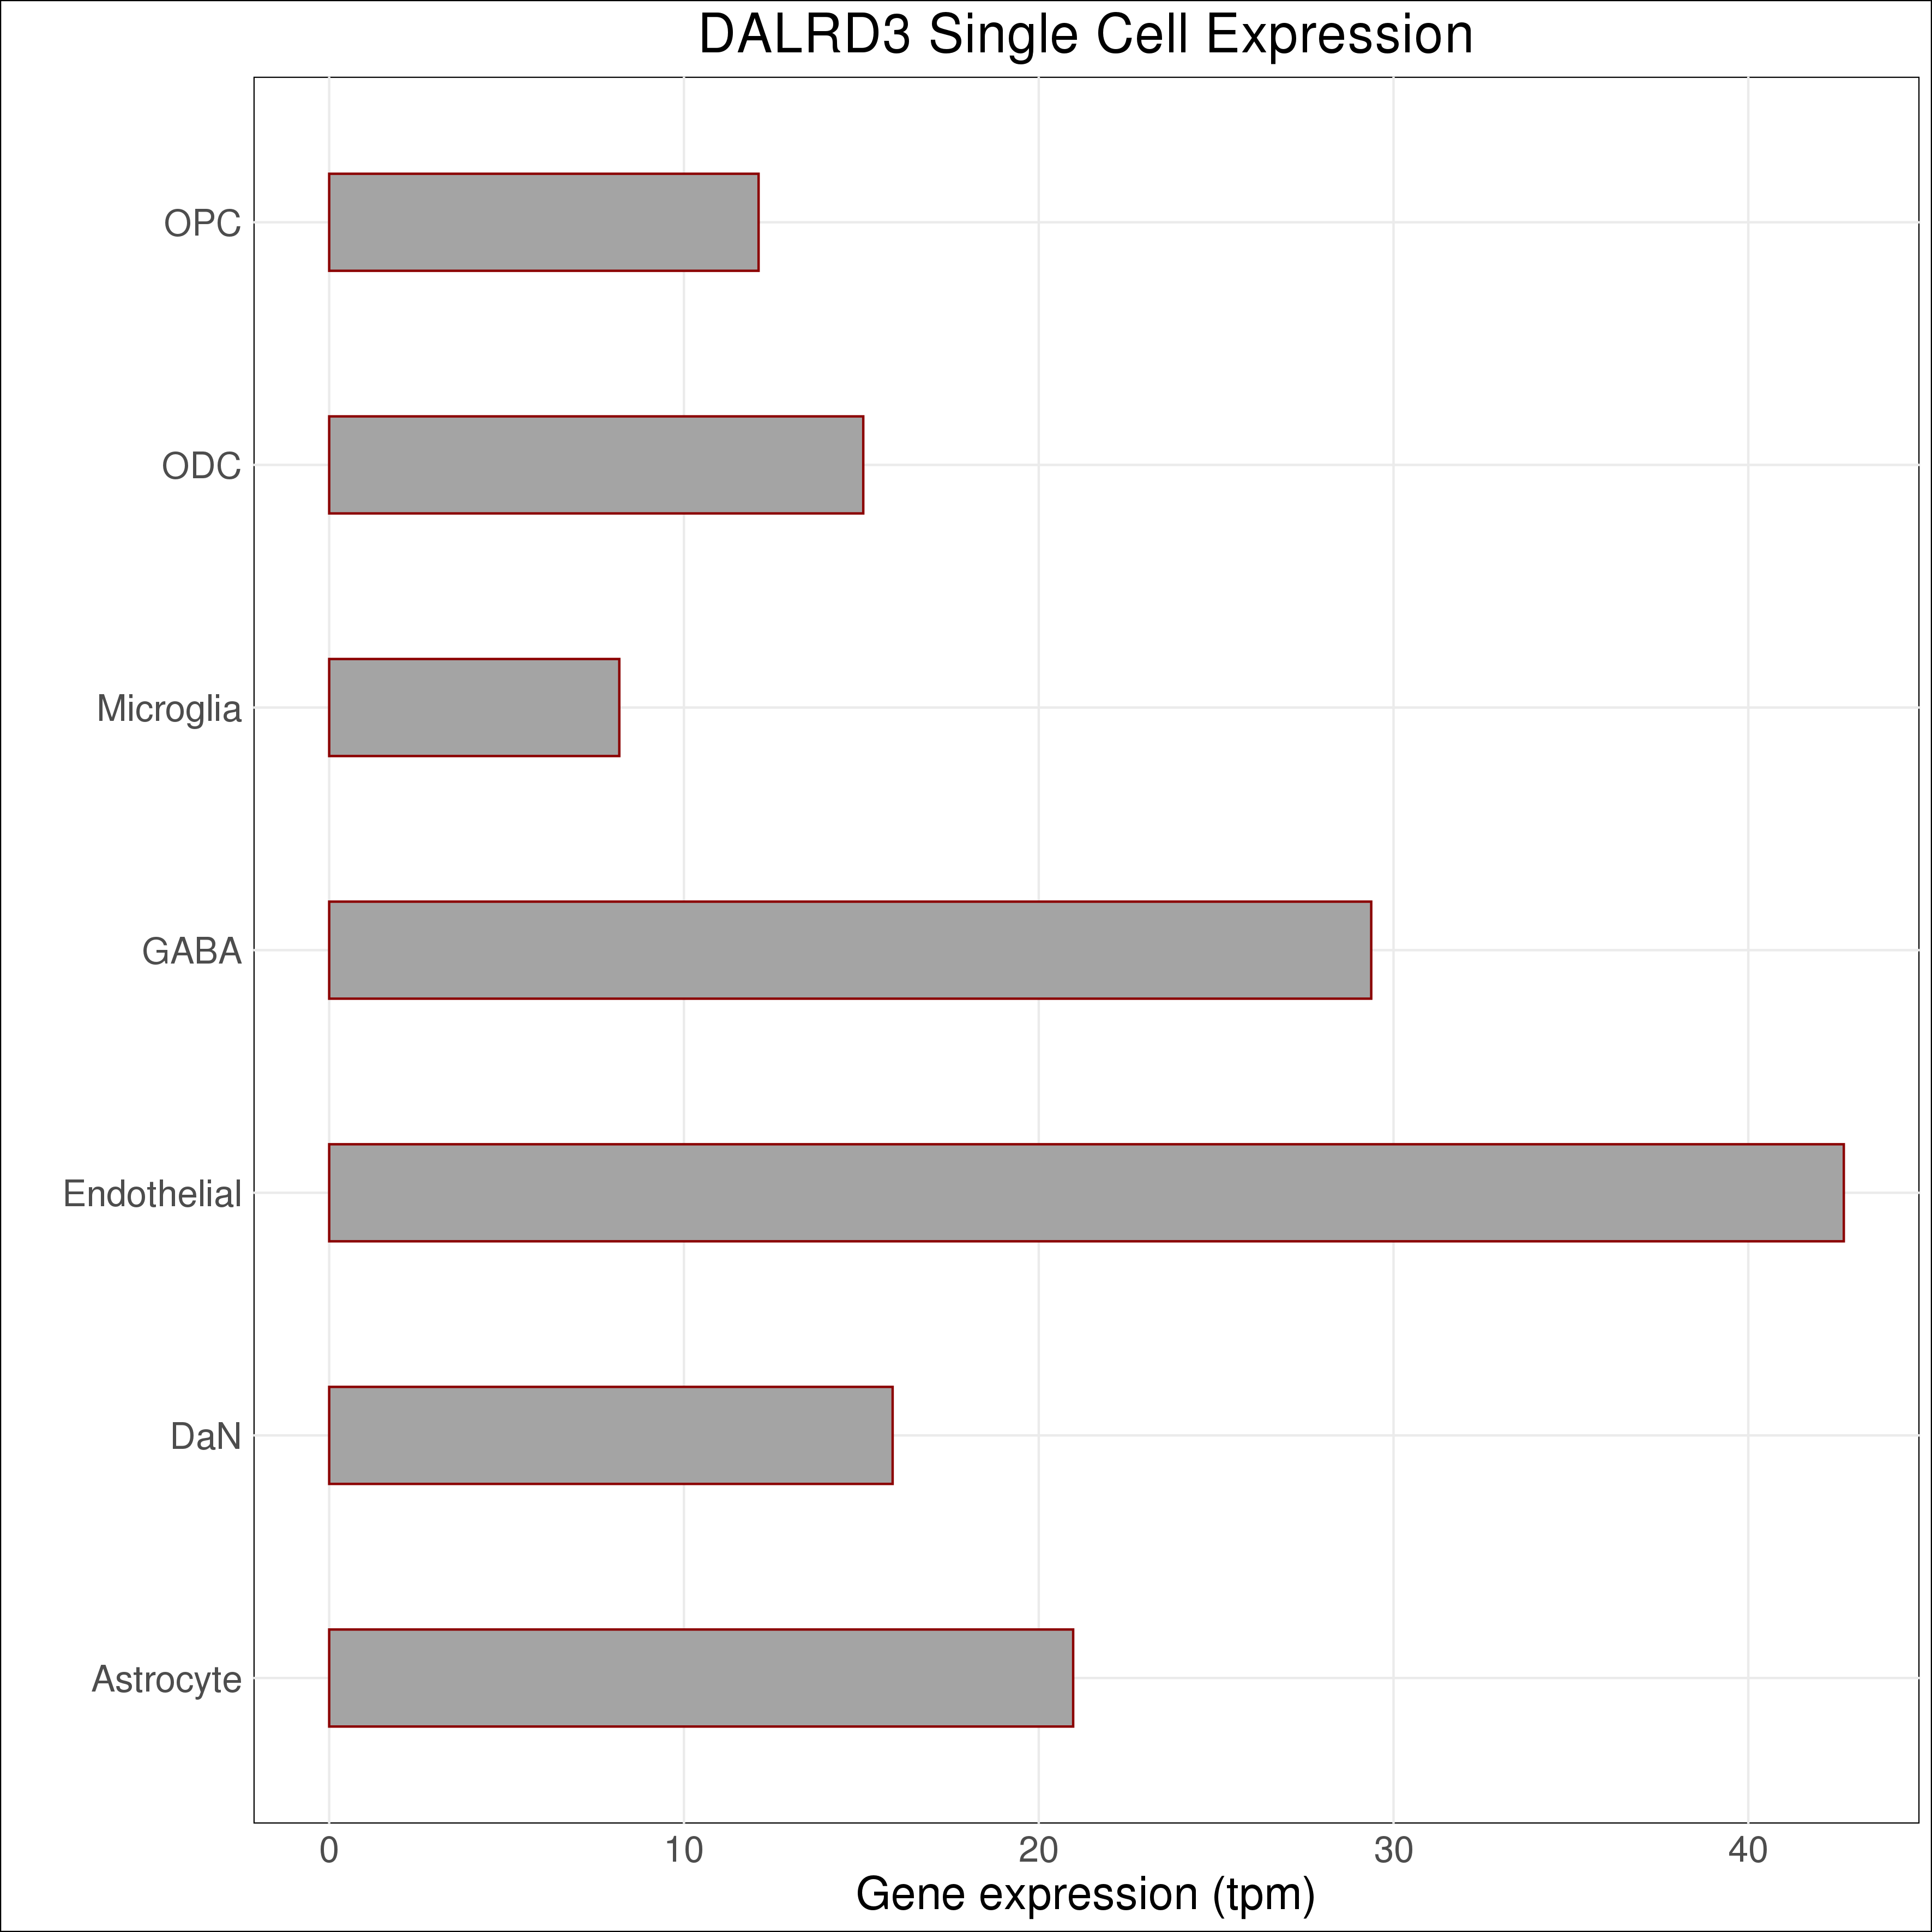 DALRD3 Single Cell Expression
OPC
ODC
Microglia
GABA
Endothelial
DaN
Astrocyte
0 10 20 30 40
Gene expression (tpm)